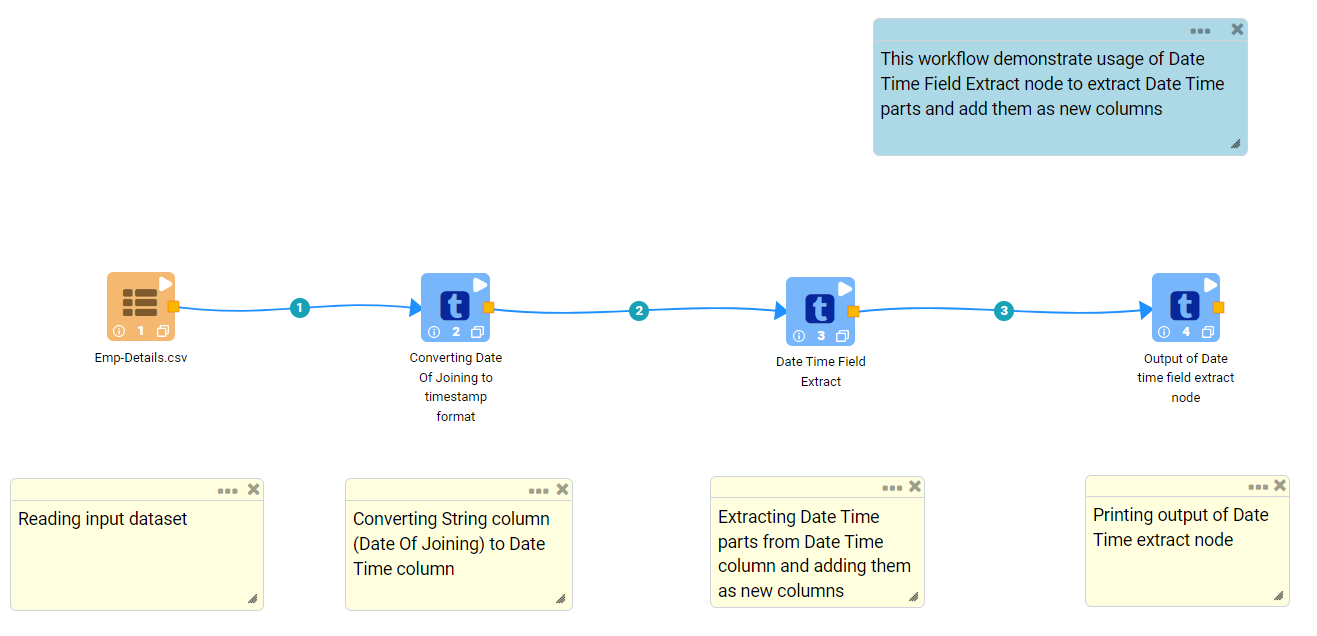 This workflow demonstrate usage of Date
Time Field Extract node to extract Date Time
parts and add them as new columns
1
2
3
t
t
t
1
2
3
4
Emp-Details.csv
Converting Date
Of Joining to
timestamp
format
Date Time Field
Extract
Output of Date
time field extract
node
Reading input dataset
Converting String column
(Date Of Joining) to Date
Time column
Extracting Date Time
parts from Date Time
column and adding them
as new columns
Printing output of Date
Time extract node